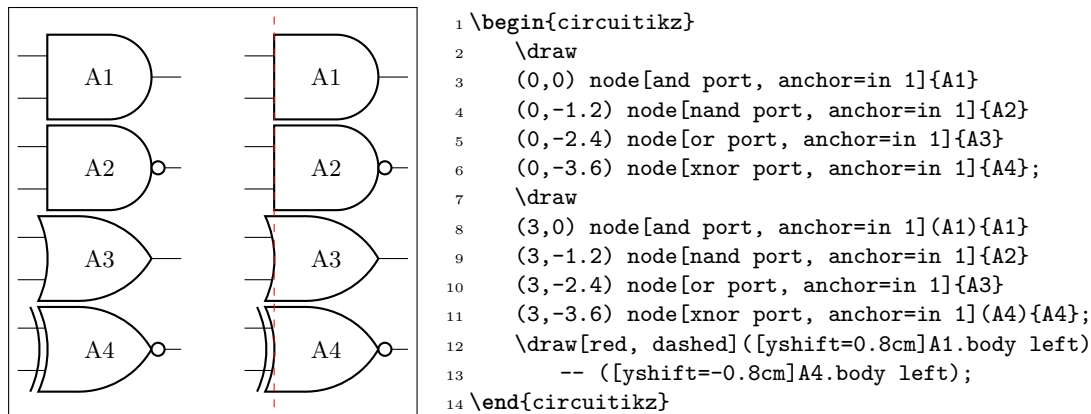 A1 A1
A2 A2
A3 A3
A4 A4
1 \begin{circuitikz}
2 \draw
3 (0,0) node[and port, anchor=in 1]{A1}
4 (0,-1.2) node[nand port, anchor=in 1]{A2}
5 (0,-2.4) node[or port, anchor=in 1]{A3}
6 (0,-3.6) node[xnor port, anchor=in 1]{A4};
7 \draw
8 (3,0) node[and port, anchor=in 1](A1){A1}
9 (3,-1.2) node[nand port, anchor=in 1]{A2}
10 (3,-2.4) node[or port, anchor=in 1]{A3}
11 (3,-3.6) node[xnor port, anchor=in 1](A4){A4};
12 \draw[red, dashed]([yshift=0.8cm]A1.body left)
13 -- ([yshift=-0.8cm]A4.body left);
14 \end{circuitikz}